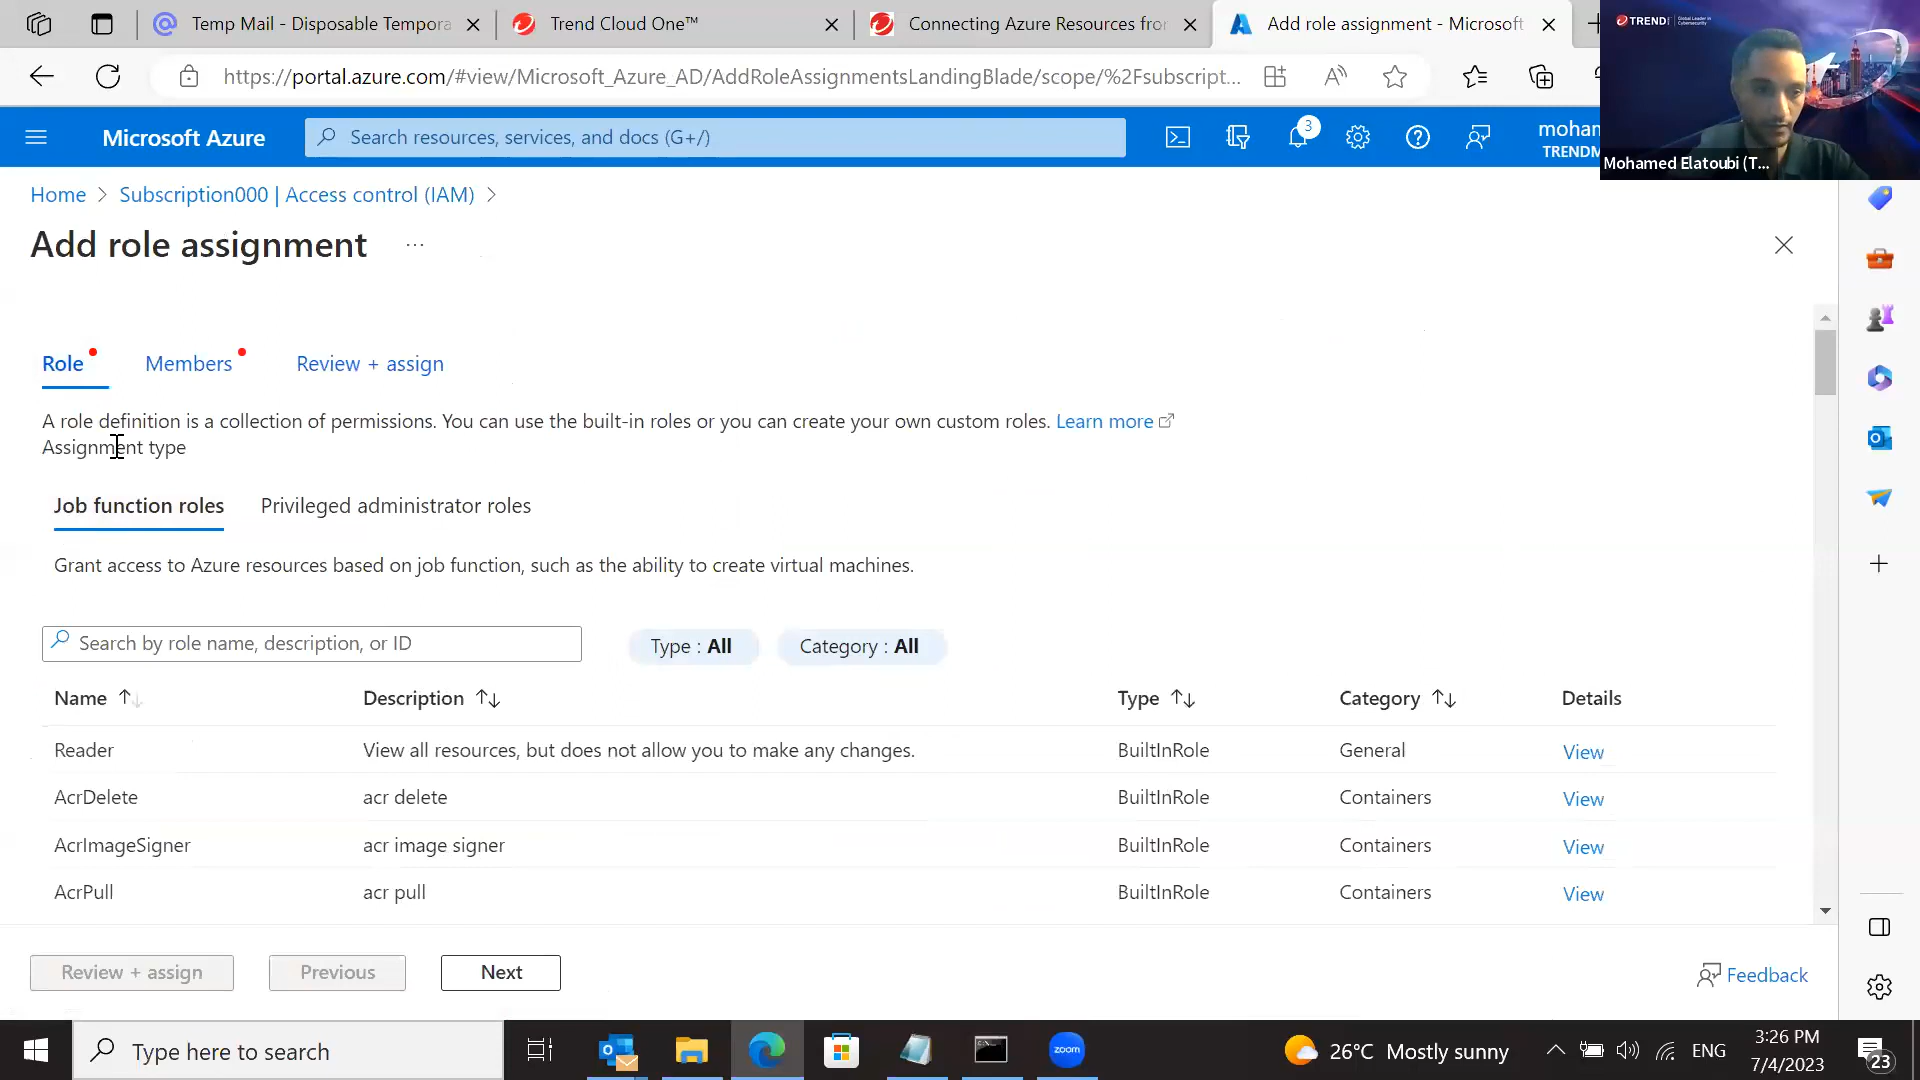 Temp Mail - Disposable Tempora
Trend Cloud One™
Connecting Azure Resources fror
Add role assignment - Microsoft
https://portal.azure.com/#view/Microsoft_Azure_AD/AddRoleAssignmentsLandingBlade/scope/%2Fsubscript...
TREND
Mohamed Elatoubi (T...
Microsoft Azure
Search resources, services, and docs (G+/)
3
moham
TRENDM
Home > Subscription000 | Access control (IAM) >
Add role assignment ...
Role
Members
Review + assign
A role definition is a collection of permissions. You can use the built-in roles or you can create your own custom roles. Learn more
Assignment type
Job function roles
Privileged administrator roles
Grant access to Azure resources based on job function, such as the ability to create virtual machines.
Search by role name, description, or ID
Type : All
Category : All
Name Description Type Category Details
Reader View all resources, but does not allow you to make any changes. BuiltInRole General View
AcrDelete acr delete BuiltInRole Containers View
AcrImageSigner acr image signer BuiltInRole Containers View
AcrPull acr pull BuiltInRole Containers View
Review + assign
Previous
Next
Feedback
Type here to search
zoom
26°C Mostly sunny
ENG
3:26 PM
7/4/2023
23